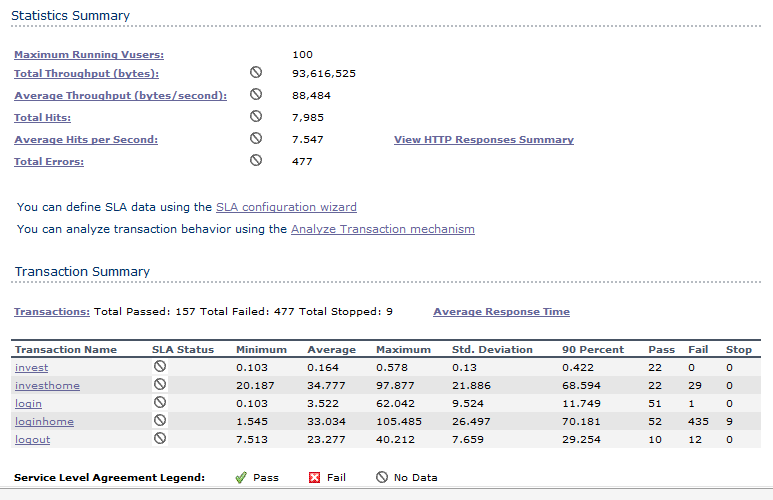 Statistics Summary
Maximum Running Vusers: 100
Total Throughput (bytes): 93,616,525
Average Throughput (bytes/second): 88,484
Total Hits: 7,985
Average Hits per Second: 7.547 View HTTP Responses Summary
Total Errors: 477
You can define SLA data using the SLA configuration wizard
You can analyze transaction behavior using the Analyze Transaction mechanism
Transaction Summary
Transactions: Total Passed: 157 Total Failed: 477 Total Stopped: 9 Average Response Time
Transaction Name SLA Status Minimum Average Maximum Std. Deviation 90 Percent Pass Fail Stop
invest 0.103 0.164 0.578 0.13 0.422 22 0 0
investhome 20.187 34.777 97.877 21.886 68.594 22 29 0
login 0.103 3.522 62.042 9.524 11.749 51 1 0
loginhome 1.545 33.034 105.485 26.497 70.181 52 435 9
logout 7.513 23.277 40.212 7.659 29.254 10 12 0
Service Level Agreement Legend: Pass Fail No Data